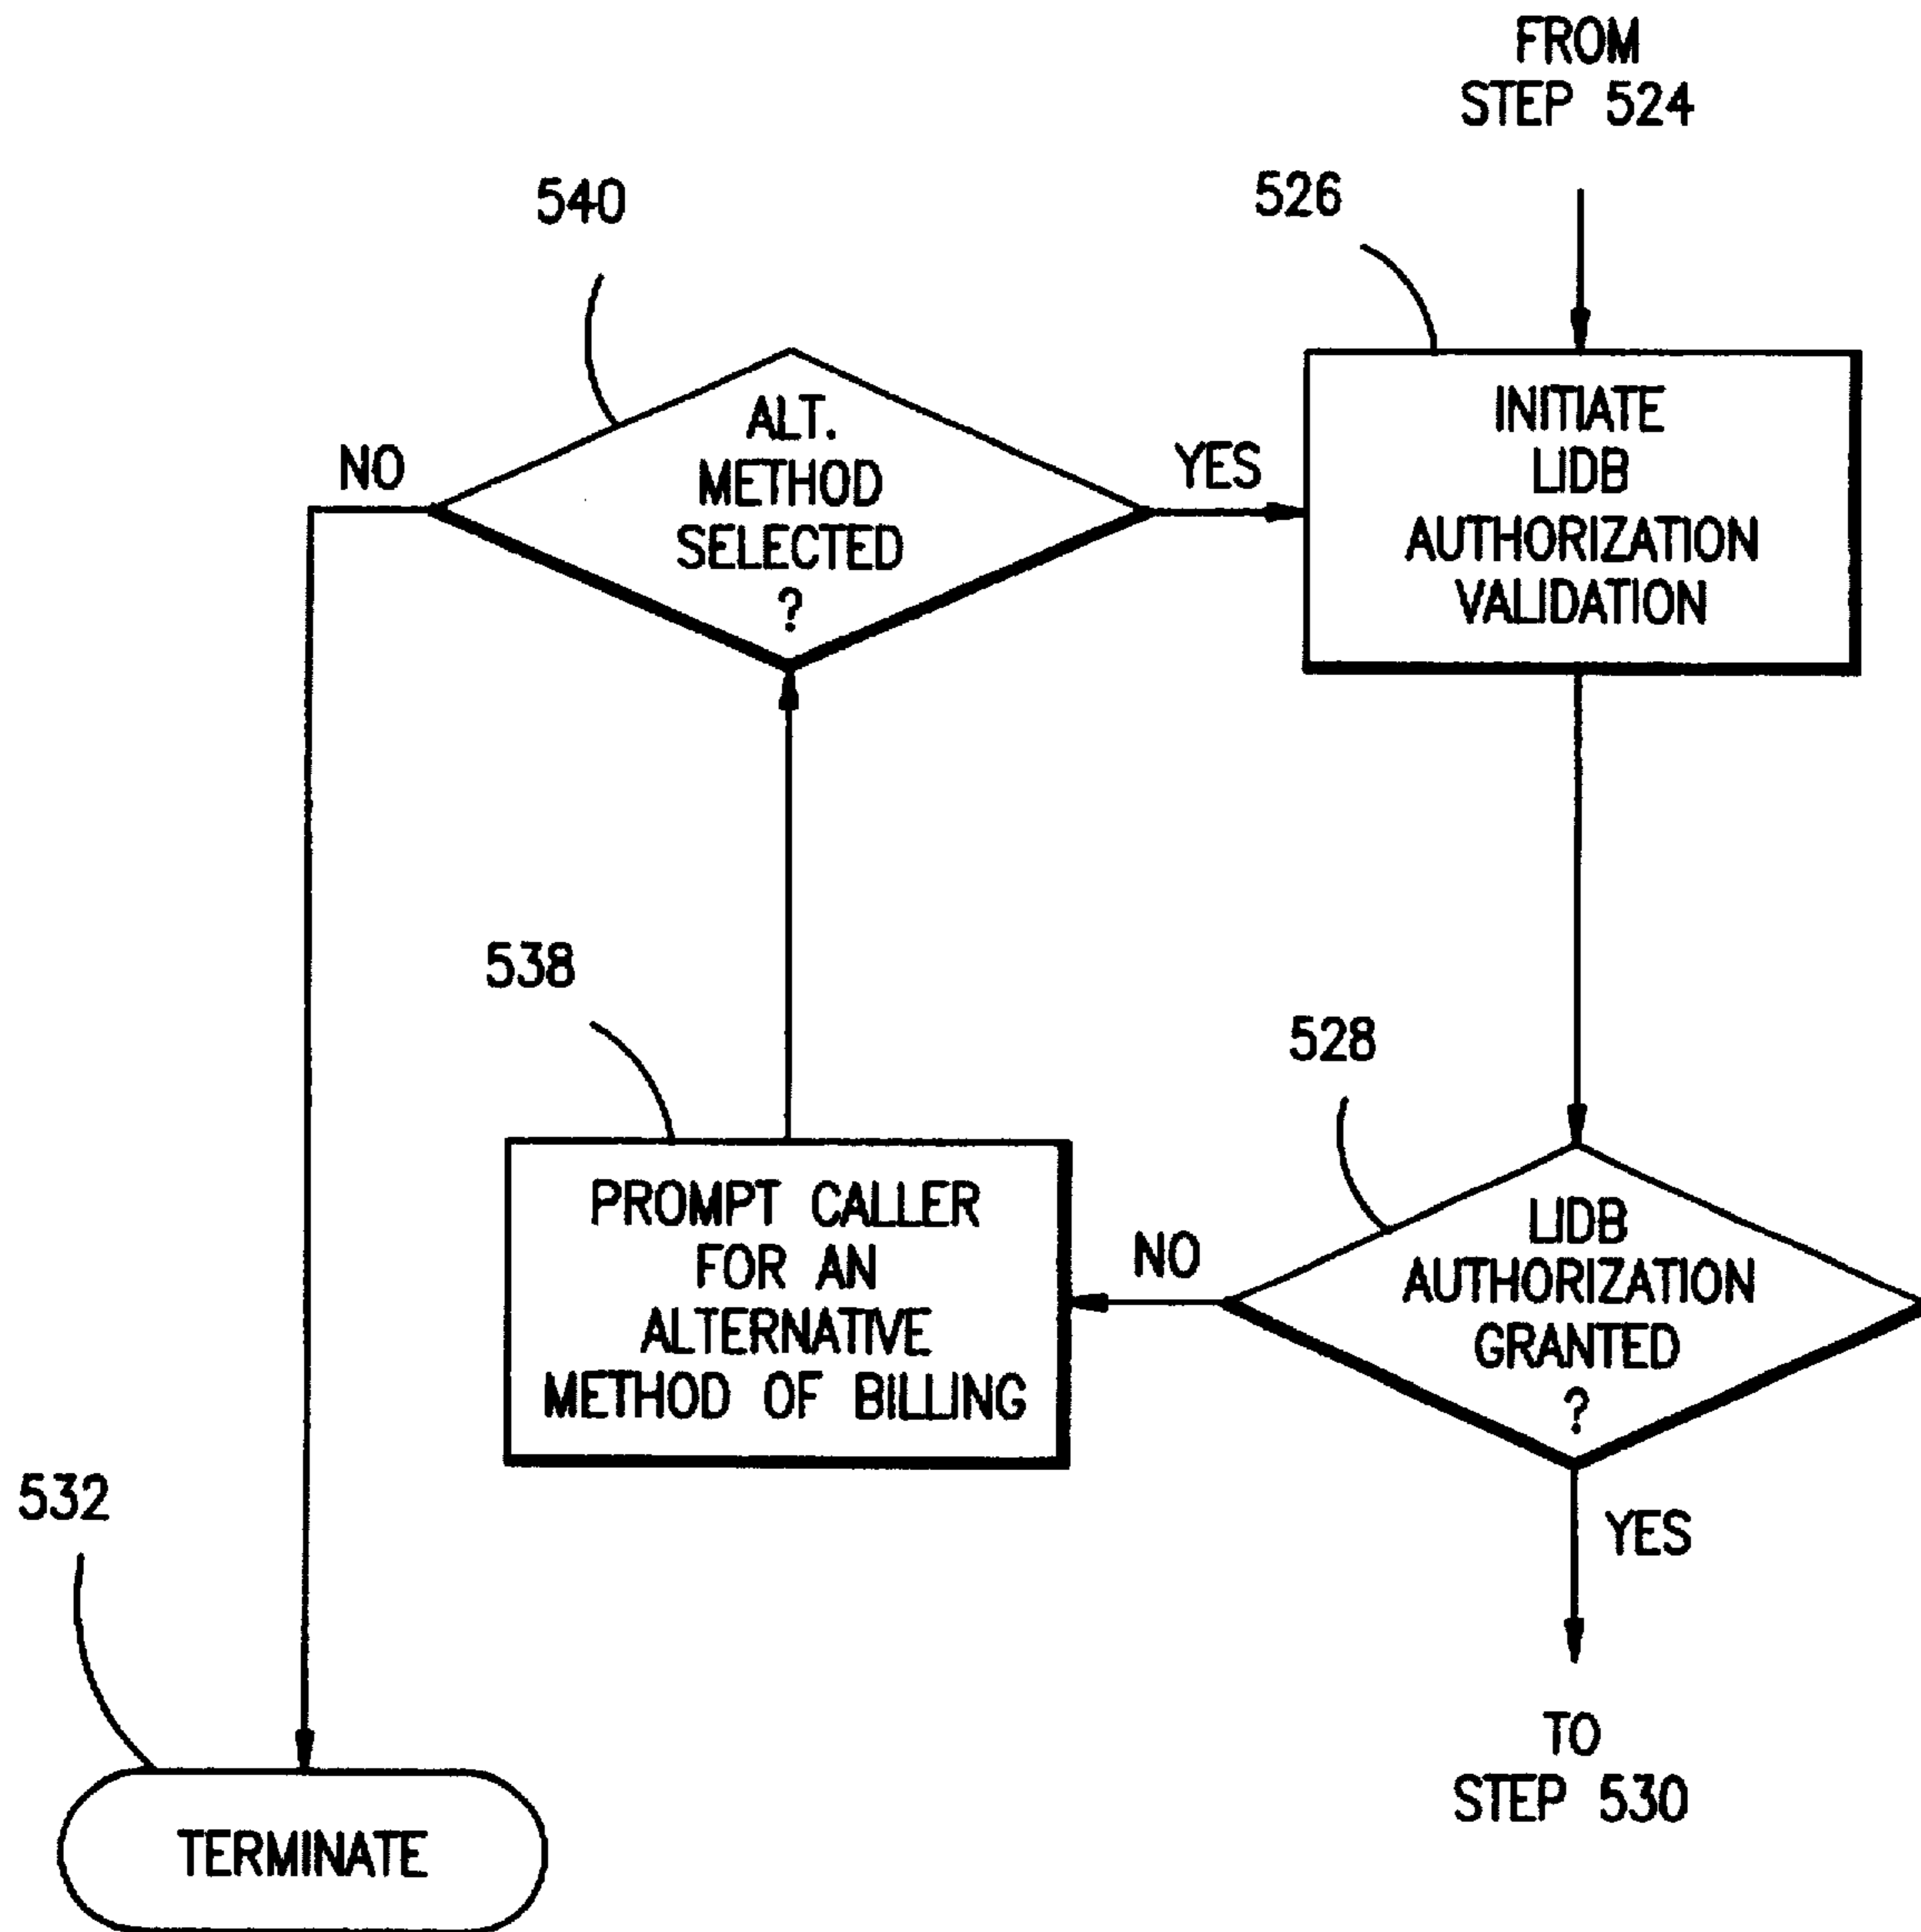 FROM
STEP 524
540
526
ALT.
METHOD
SELECTED
?
NO
YES
INITIATE
LIDB
AUTHORIZATION
VALIDATION
538
528
PROMPT CALLER
FOR AN
ALTERNATIVE
METHOD OF BILLING
NO
LIDB
AUTHORIZATION
GRANTED
?
YES
532
TO
STEP 530
TERMINATE